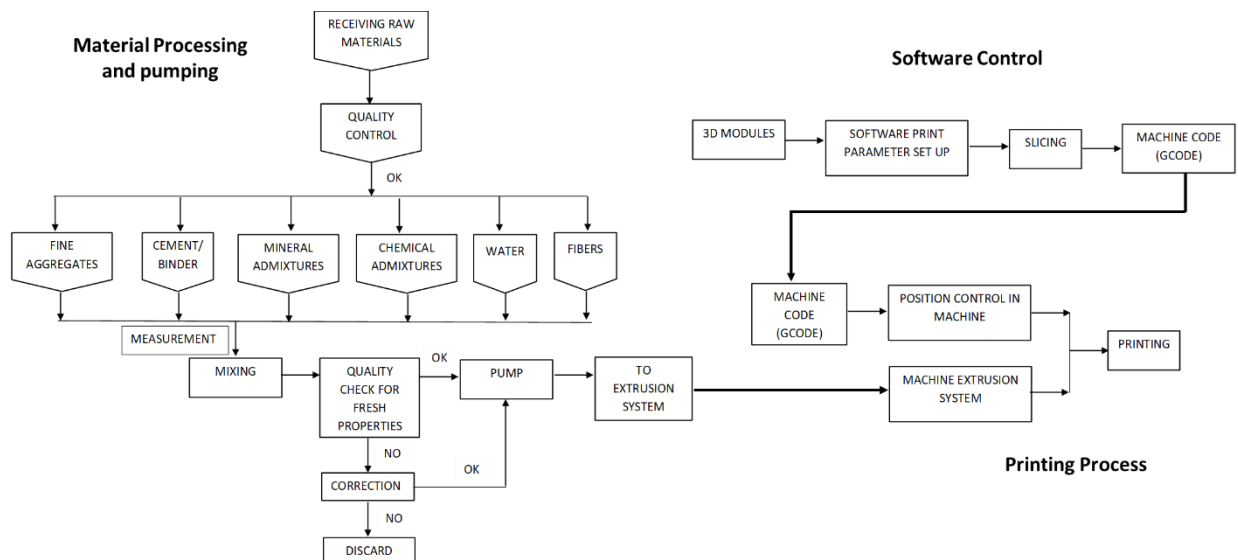 Material Processing
and pumping
RECEIVING RAW
MATERIALS
QUALITY
CONTROL
OK
FINE
AGGREGATES
CEMENT/
BINDER
MINERAL
ADMIXTURES
CHEMICAL
ADMIXTURES
WATER
FIBERS
MEASUREMENT
MIXING
QUALITY
CHECK FOR
FRESH
PROPERTIES
OK
PUMP
TO
EXTRUSION
SYSTEM
NO
CORRECTION
OK
NO
DISCARD
Software Control
3D MODULES
SOFTWARE PRINT
PARAMETER SET UP
SLICING
MACHINE CODE
(GCODE)
MACHINE
CODE
(GCODE)
POSITION CONTROL IN
MACHINE
MACHINE EXTRUSION
SYSTEM
PRINTING
Printing Process